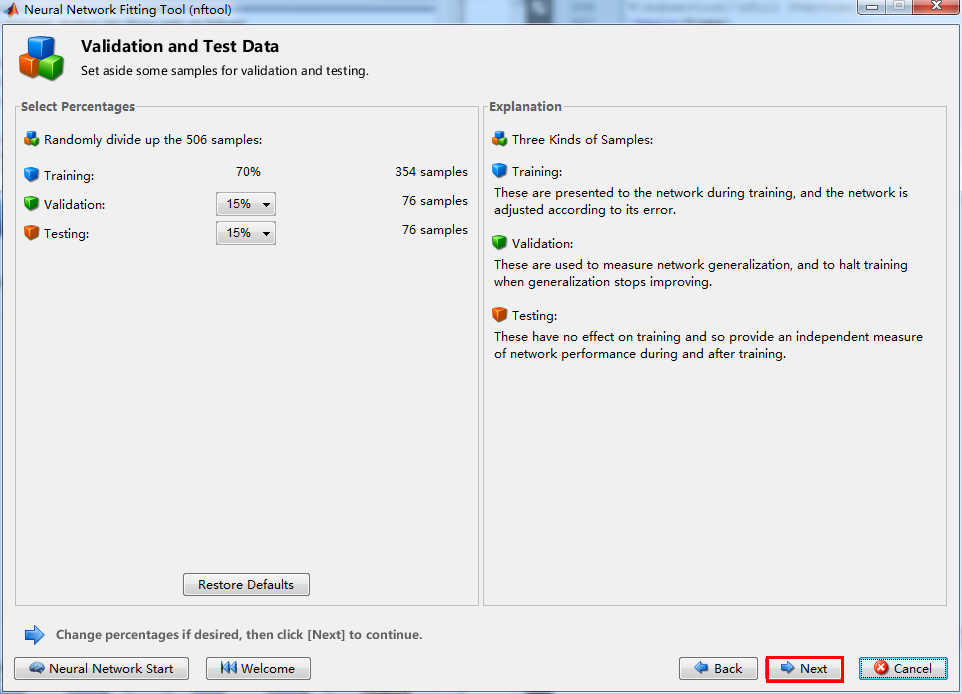 Neural Network Fitting Tool (nftool)
Validation and Test Data
Set aside some samples for validation and testing.
Select Percentages
Randomly divide up the 506 samples:
Training: 70% 354 samples
Validation: 15% 76 samples
Testing: 15% 76 samples
Restore Defaults
Explanation
Three Kinds of Samples:
Training:
These are presented to the network during training, and the network is
adjusted according to its error.
Validation:
These are used to measure network generalization, and to halt training
when generalization stops improving.
Testing:
These have no effect on training and so provide an independent measure
of network performance during and after training.
Change percentages if desired, then click [Next] to continue.
Neural Network Start Welcome Back Next Cancel